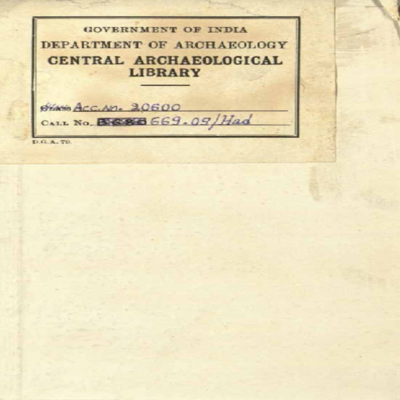 GOVERNMENT OF INDIA
DEPARTMENT OF ARCHAEOLOGY
CENTRAL ARCHAEOLOGICAL
LIBRARY
Acc. No. 20600
CALL No. 669.09/Had
D.G.A. 79.